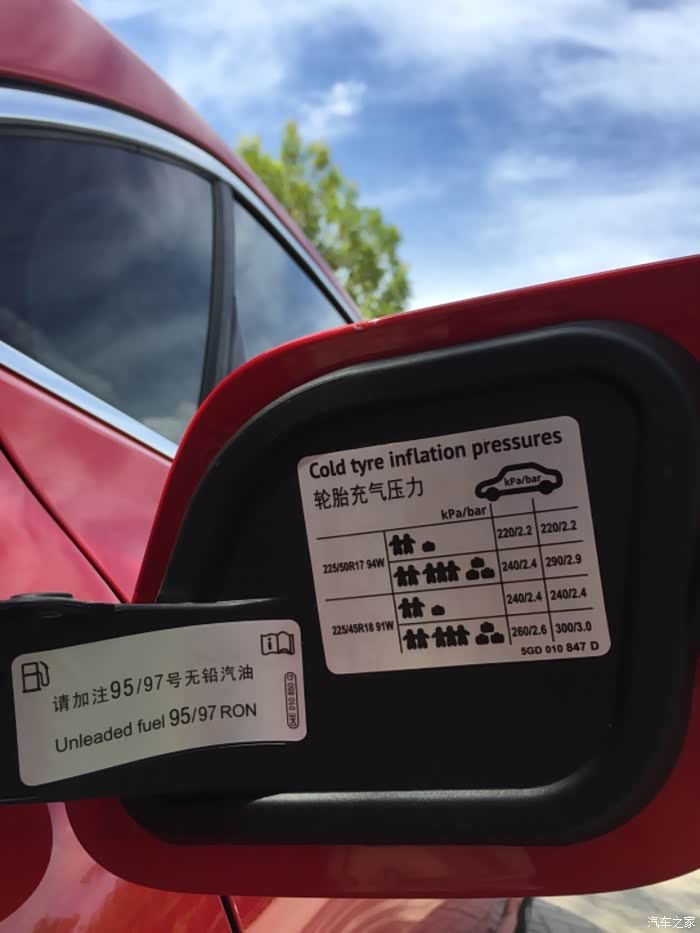 Cold tyre inflation pressures
轮胎充气压力
kPa/bar
kPa/bar
225/50R17 94W
220/2.2 220/2.2
240/2.4 290/2.9
225/45R18 91W
240/2.4 240/2.4
260/2.6 300/3.0
5GD 010 847 D
请加注95/97号无铅汽油
Unleaded fuel 95/97 RON
04E 010 850 G
汽车之家